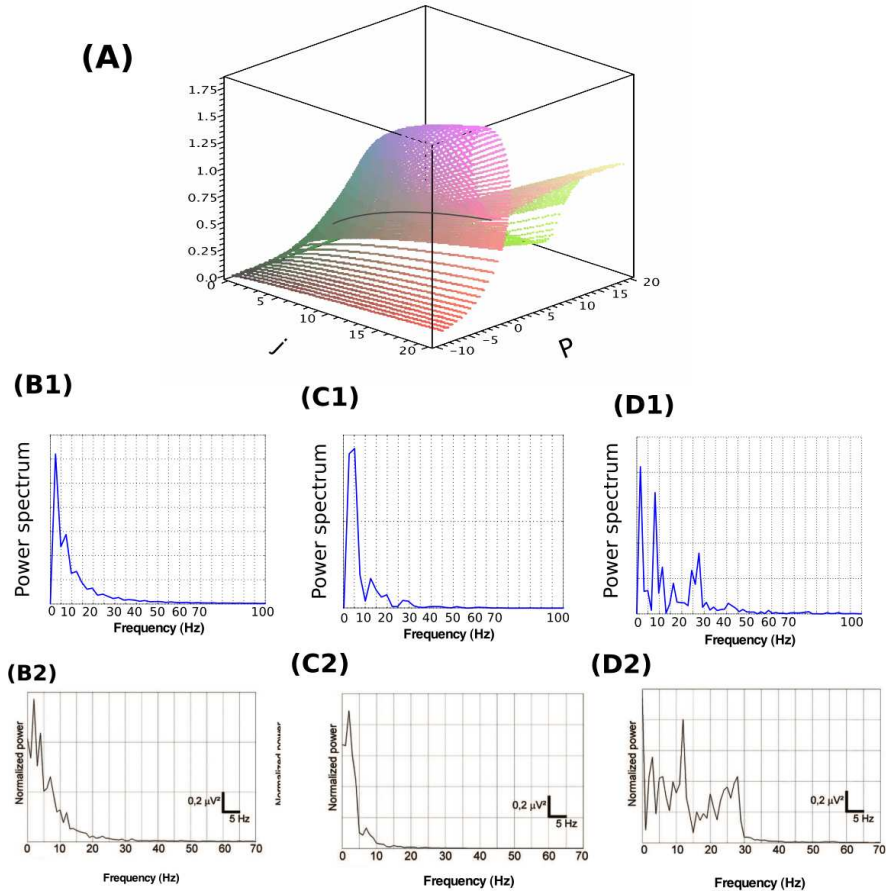 (A)
1.75
1.5
1.25
1.0
0.75
0.5
0.25
0.0
0 5 10 15 20
j
-10 -5 0 5 10 15 20
P
(B1)
Power spectrum
0 10 20 30 40 50 60 70 100
Frequency (Hz)
(C1)
Power spectrum
0 10 20 30 40 50 60 70 100
Frequency (Hz)
(D1)
Power spectrum
0 10 20 30 40 50 60 70 100
Frequency (Hz)
(B2)
Normalized power
0,2 µV²
5 Hz
0 10 20 30 40 50 60 70
Frequency (Hz)
(C2)
Normalized power
0,2 µV²
5 Hz
0 10 20 30 40 50 60 70
Frequency (Hz)
(D2)
Normalized power
0,2 µV²
5 Hz
0 10 20 30 40 50 60 70
Frequency (Hz)